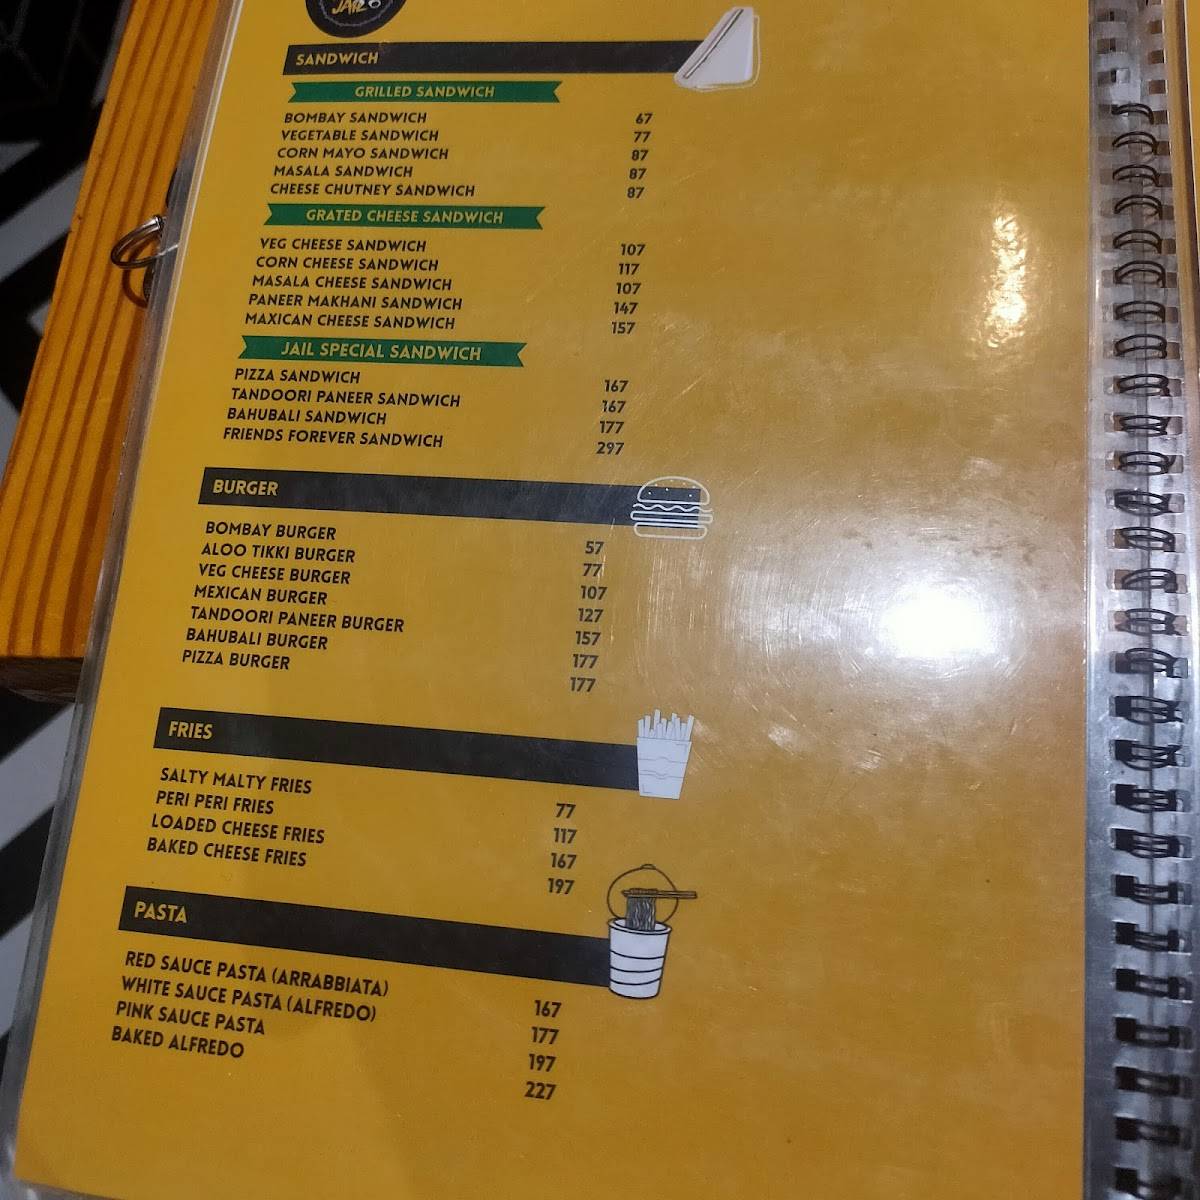 JAIL
SANDWICH
GRILLED SANDWICH
BOMBAY SANDWICH 67
VEGETABLE SANDWICH 77
CORN MAYO SANDWICH 87
MASALA SANDWICH 87
CHEESE CHUTNEY SANDWICH 87
GRATED CHEESE SANDWICH
VEG CHEESE SANDWICH 107
CORN CHEESE SANDWICH 117
MASALA CHEESE SANDWICH 107
PANEER MAKHANI SANDWICH 147
MAXICAN CHEESE SANDWICH 157
JAIL SPECIAL SANDWICH
PIZZA SANDWICH 167
TANDOORI PANEER SANDWICH 167
BAHUBALI SANDWICH 177
FRIENDS FOREVER SANDWICH 297
BURGER
BOMBAY BURGER 57
ALOO TIKKI BURGER 77
VEG CHEESE BURGER 107
MEXICAN BURGER 127
TANDOORI PANEER BURGER 157
BAHUBALI BURGER 177
PIZZA BURGER 177
FRIES
SALTY MALTY FRIES 77
PERI PERI FRIES 117
LOADED CHEESE FRIES 167
BAKED CHEESE FRIES 197
PASTA
RED SAUCE PASTA (ARRABBIATA) 167
WHITE SAUCE PASTA (ALFREDO) 177
PINK SAUCE PASTA 197
BAKED ALFREDO 227